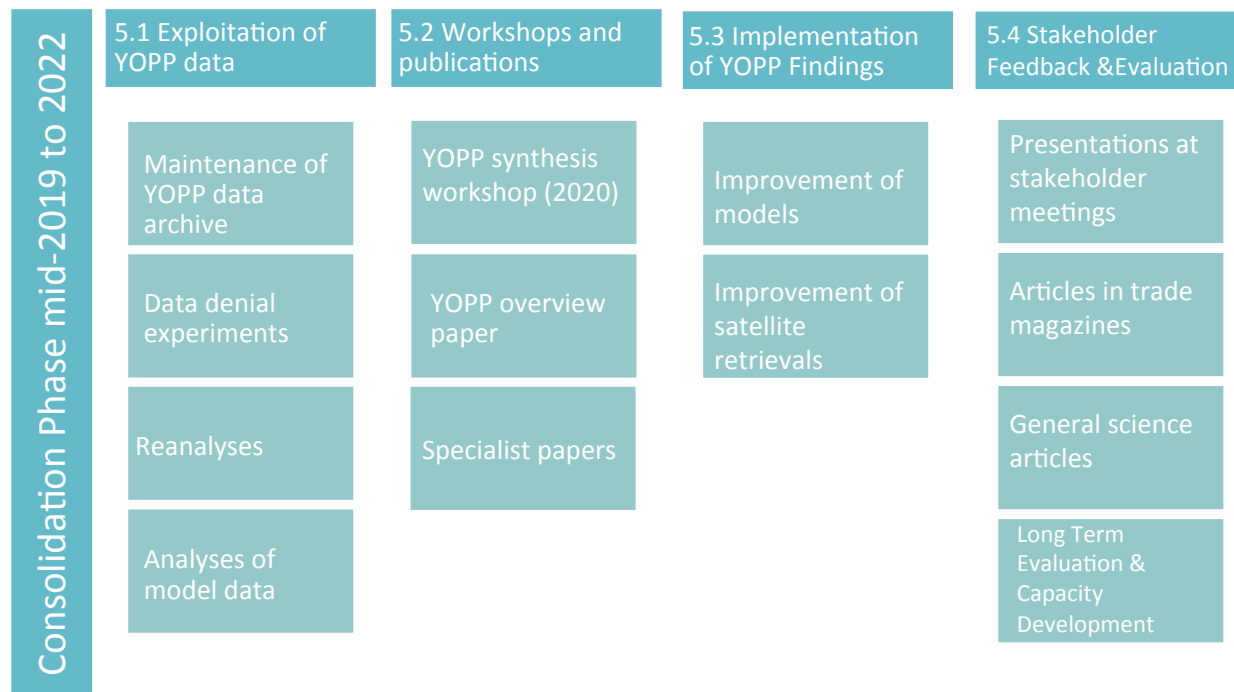 Consolidation Phase mid-2019 to 2022
5.1 Exploitation of
YOPP data
Maintenance of
YOPP data
archive
Data denial
experiments
Reanalyses
Analyses of
model data
5.2 Workshops and
publications
YOPP synthesis
workshop (2020)
YOPP overview
paper
Specialist papers
5.3 Implementation
of YOPP Findings
Improvement of
models
Improvement of
satellite
retrievals
5.4 Stakeholder
Feedback &Evaluation
Presentations at
stakeholder
meetings
Articles in trade
magazines
General science
articles
Long Term
Evaluation &
Capacity
Development